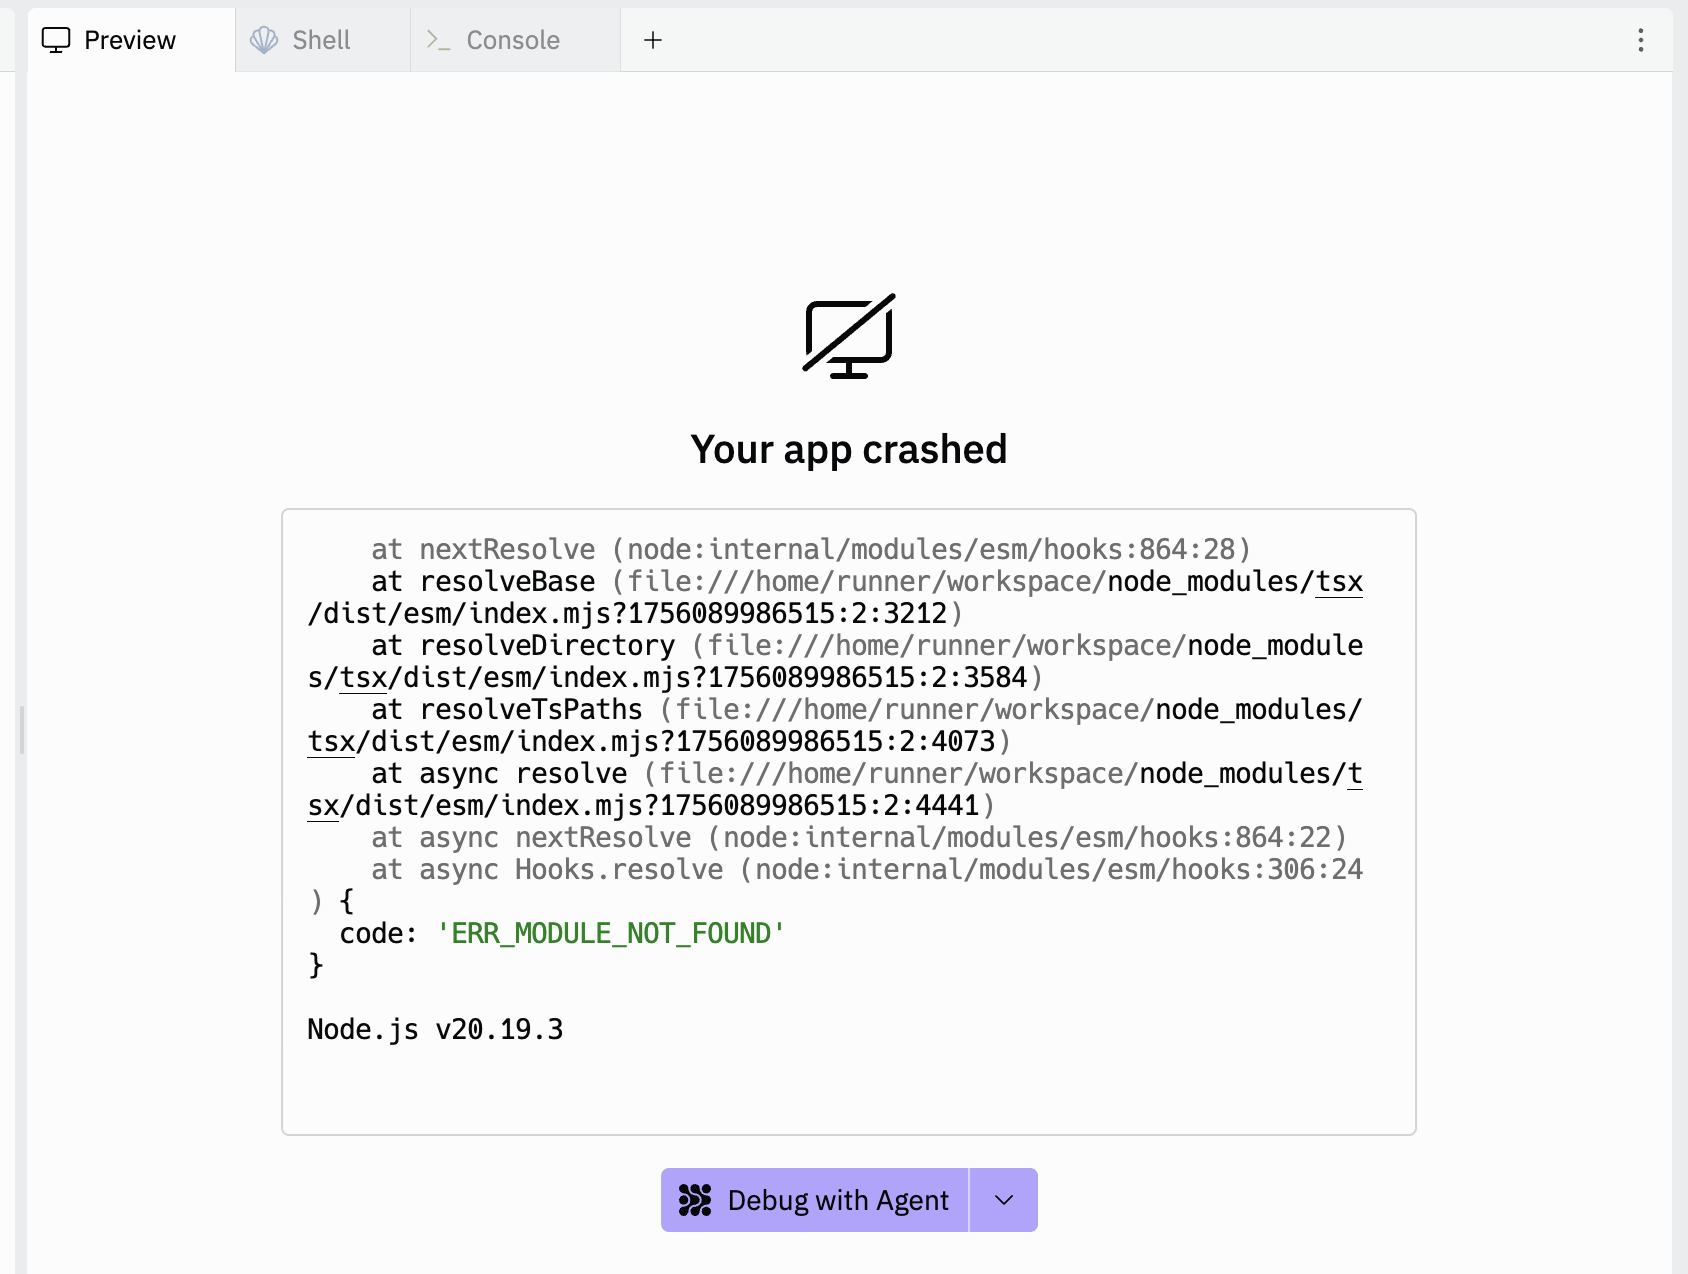 Preview
Shell
Console
Your app crashed
at nextResolve (node:internal/modules/esm/hooks:864:28)
at resolveBase (file:///home/runner/workspace/node_modules/tsx
/dist/esm/index.mjs?1756089986515:2:3212)
at resolveDirectory (file:///home/runner/workspace/node_module
s/tsx/dist/esm/index.mjs?1756089986515:2:3584)
at resolveTsPaths (file:///home/runner/workspace/node_modules/
tsx/dist/esm/index.mjs?1756089986515:2:4073)
at async resolve (file:///home/runner/workspace/node_modules/t
sx/dist/esm/index.mjs?1756089986515:2:4441)
at async nextResolve (node:internal/modules/esm/hooks:864:22)
at async Hooks.resolve (node:internal/modules/esm/hooks:306:24
) {
code: 'ERR_MODULE_NOT_FOUND'
}
Node.js v20.19.3
Debug with Agent